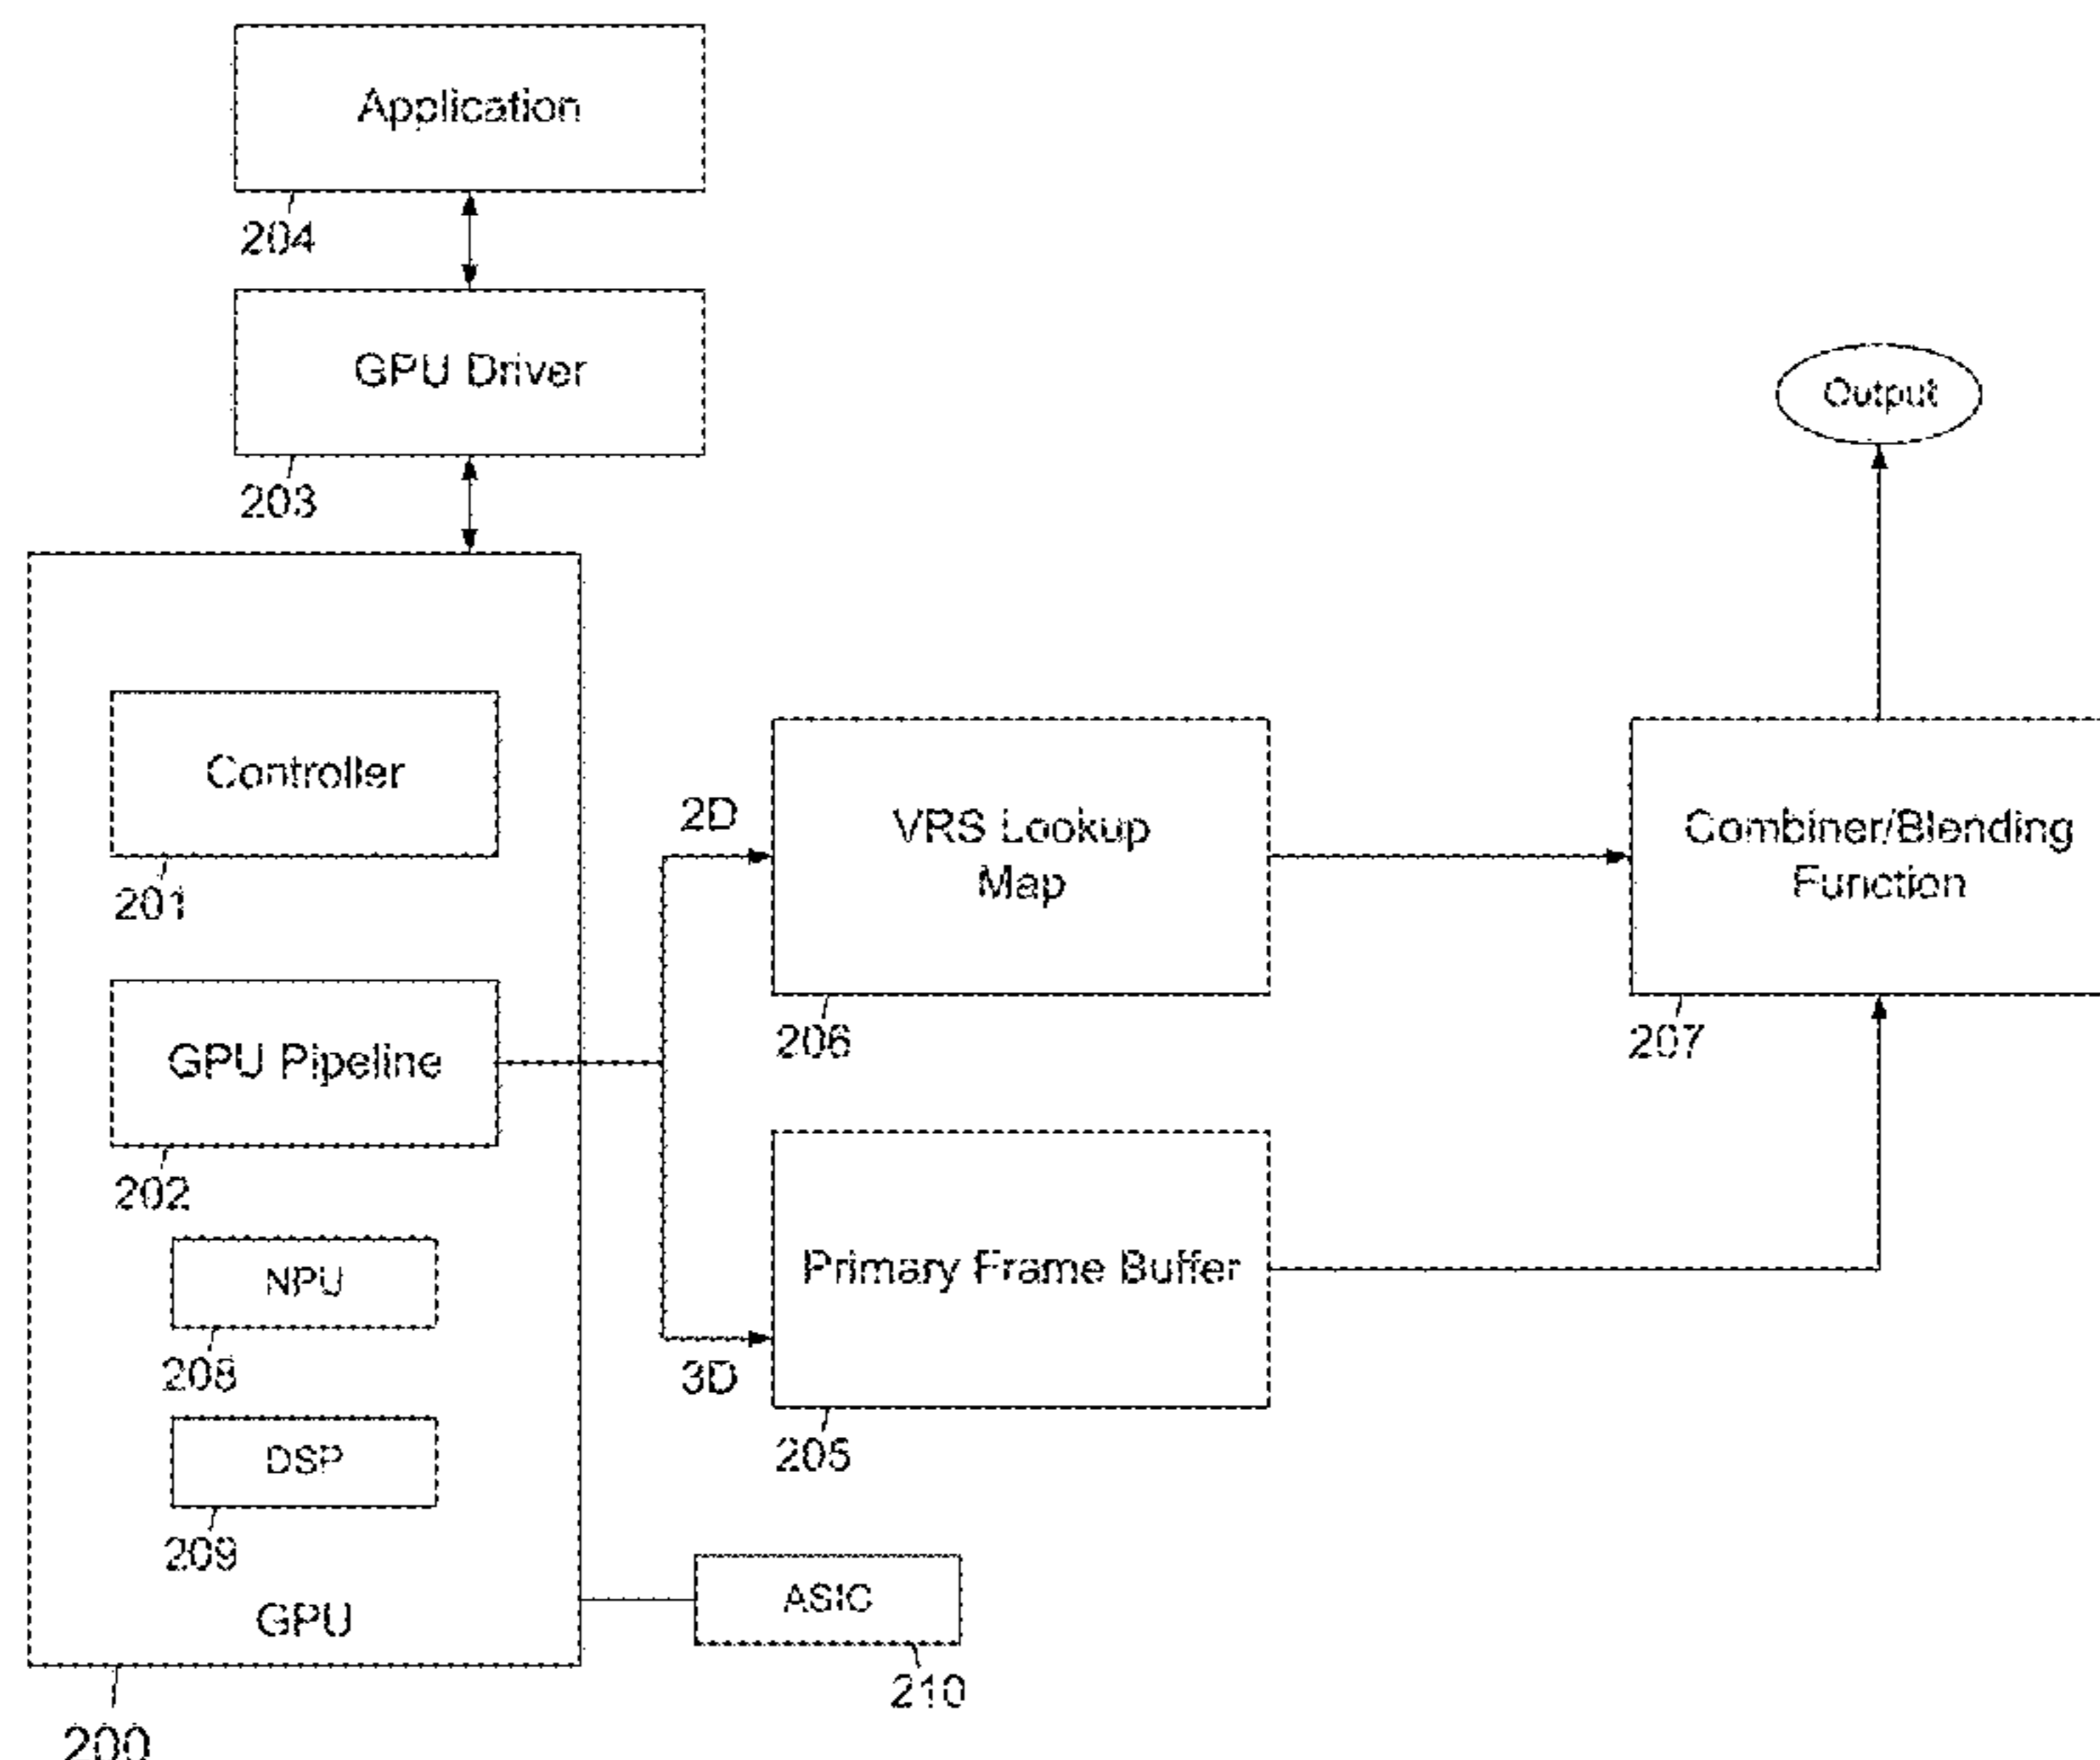 Application
204
GPU Driver
203
Output
Controller
201
2D
VRS Lookup
Map
206
Combiner/Blending
Function
207
GPU Pipeline
202
Primary Frame Buffer
3D
205
NPU
208
DSP
209
GPU
200
ASIC
210